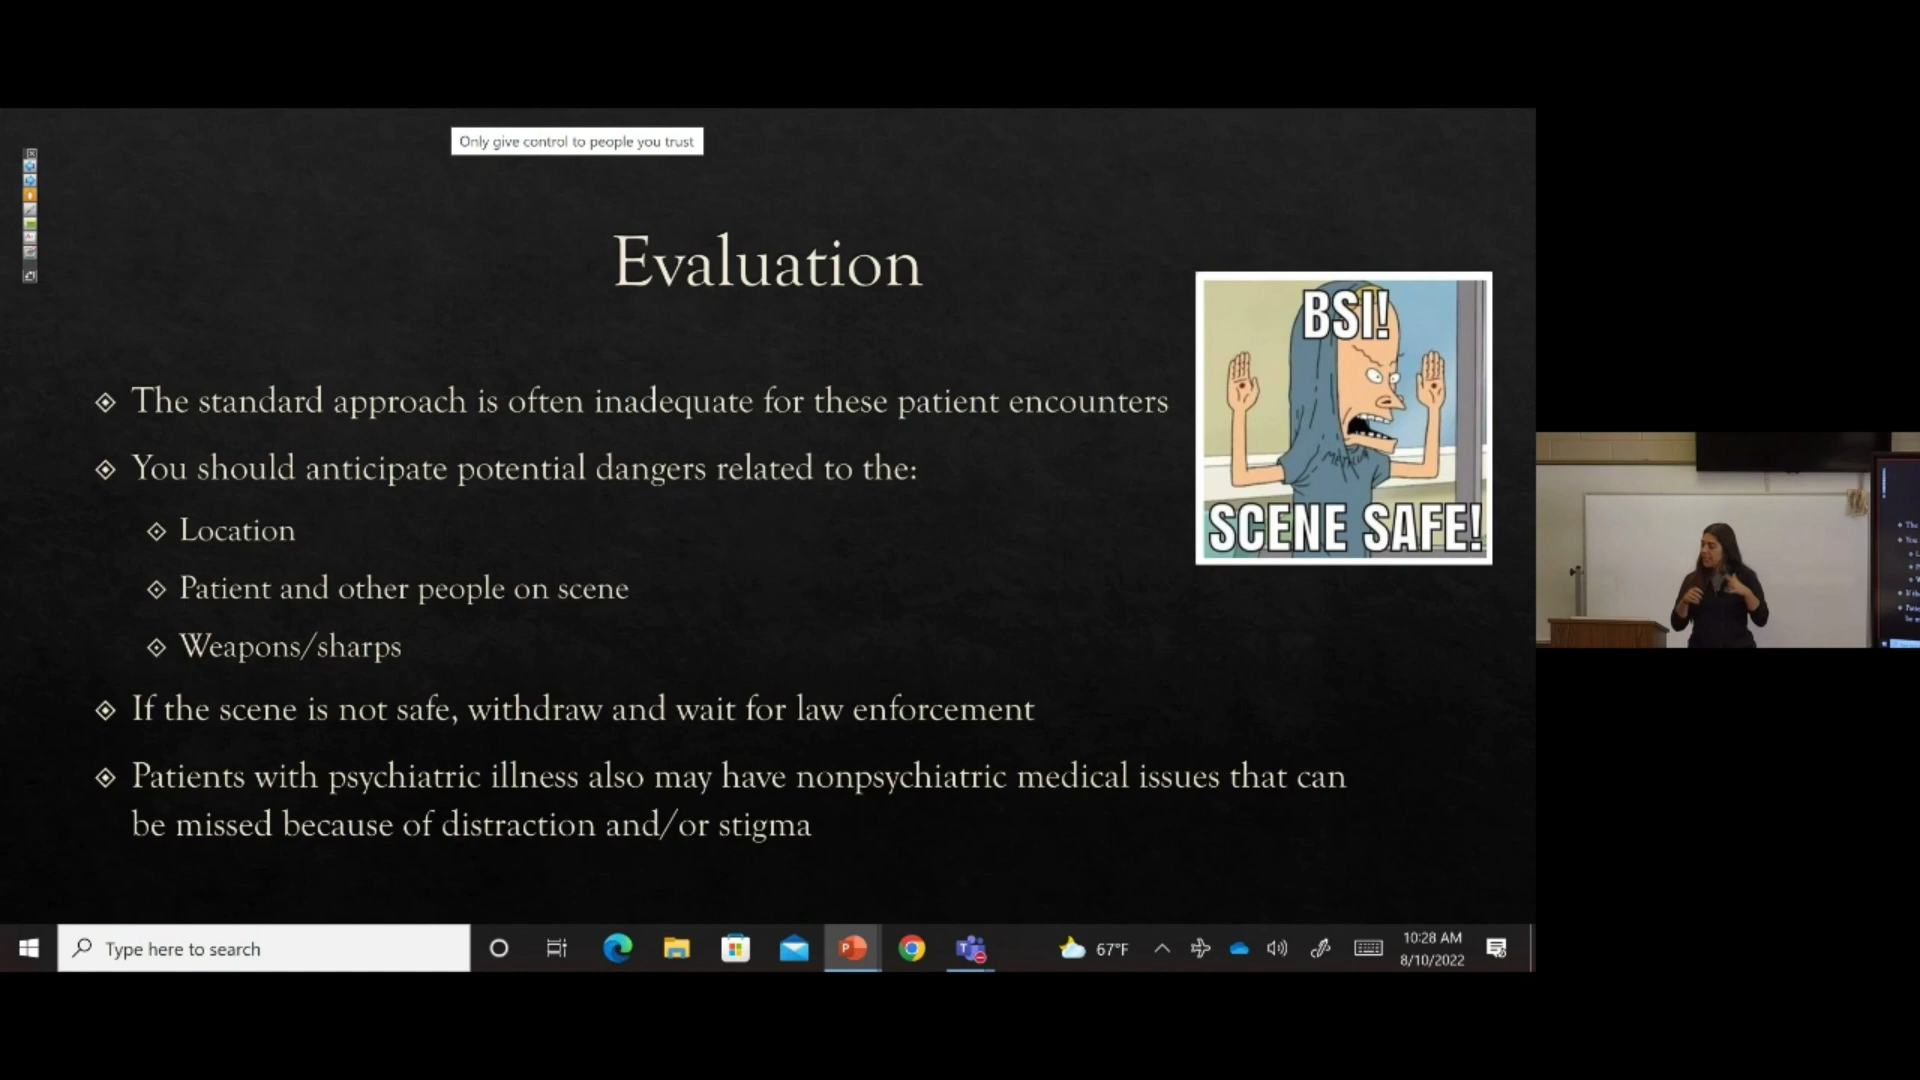 Only give control to people you trust
Evaluation
BSI!
SCENE SAFE!
The standard approach is often inadequate for these patient encounters
You should anticipate potential dangers related to the:
Location
Patient and other people on scene
Weapons/sharps
If the scene is not safe, withdraw and wait for law enforcement
Patients with psychiatric illness also may have nonpsychiatric medical issues that can
be missed because of distraction and/or stigma
Type here to search
67°F
10:28 AM
8/10/2022